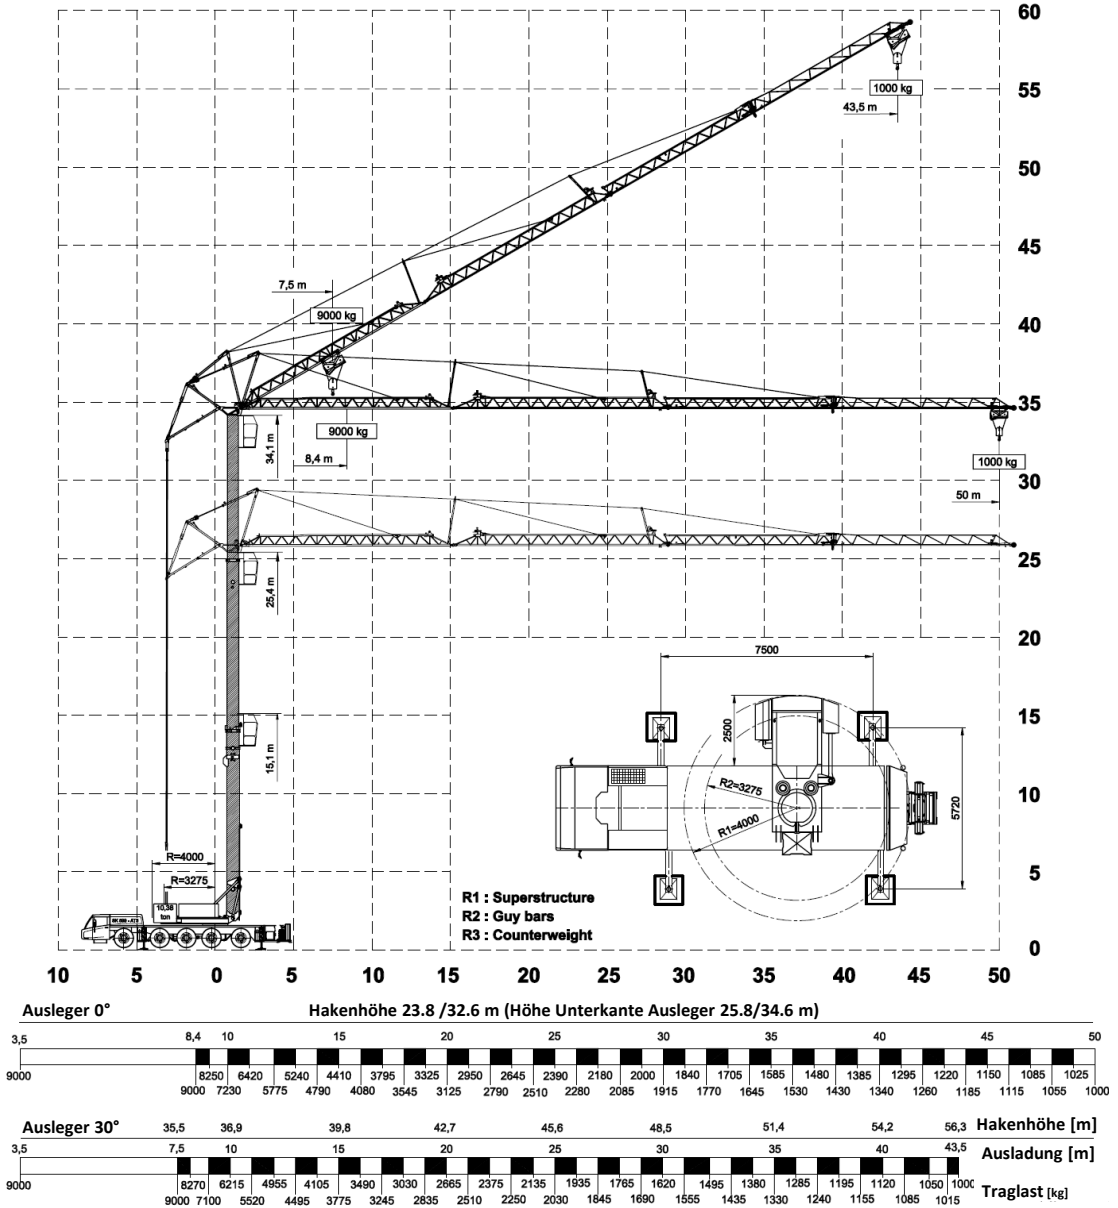 60
1000 kg
43,5 m
55
50
45
7,5 m
9000 kg
40
35
9000 kg
34,1 m
8,4 m
1000 kg
50 m
30
25
25,4 m
20
7500
15
2500
15,1 m
R2=3275
R1=4000
5720
10
R=4000
R=3275
5
10,38
ton
R1 : Superstructure
R2 : Guy bars
R3 : Counterweight
0
10 5 0 5 10 15 20 25 30 35 40 45 50
Ausleger 0° Hakenhöhe 23.8 /32.6 m (Höhe Unterkante Ausleger 25.8/34.6 m)
3,5 8,4 10 15 20 25 30 35 40 45 50
9000 8250 6420 5240 4410 3973 3325 2950 2645 2390 2180 2000 1840 1705 1585 1480 1385 1295 1220 1150 1085 1025
9000 7230 5775 4790 4080 3545 3125 2790 2510 2280 2085 1915 1770 1645 1530 1430 1340 1260 1185 1115 1055 1000
Ausleger 30° 35,5 36,9 39,8 42,7 45,6 48,5 51,4 54,2 56,3 Hakenhöhe [m]
3,5 7,5 10 15 20 25 30 35 40 43,5 Ausladung [m]
9000 8270 6215 4955 4105 3490 3030 2665 2375 2135 1935 1765 1620 1495 1380 1285 1195 1120 1050 1000 Traglast [kg]
9000 7100 5520 4495 3775 3245 2835 2510 2250 2030 1845 1690 1555 1435 1330 1240 1155 1085 1015